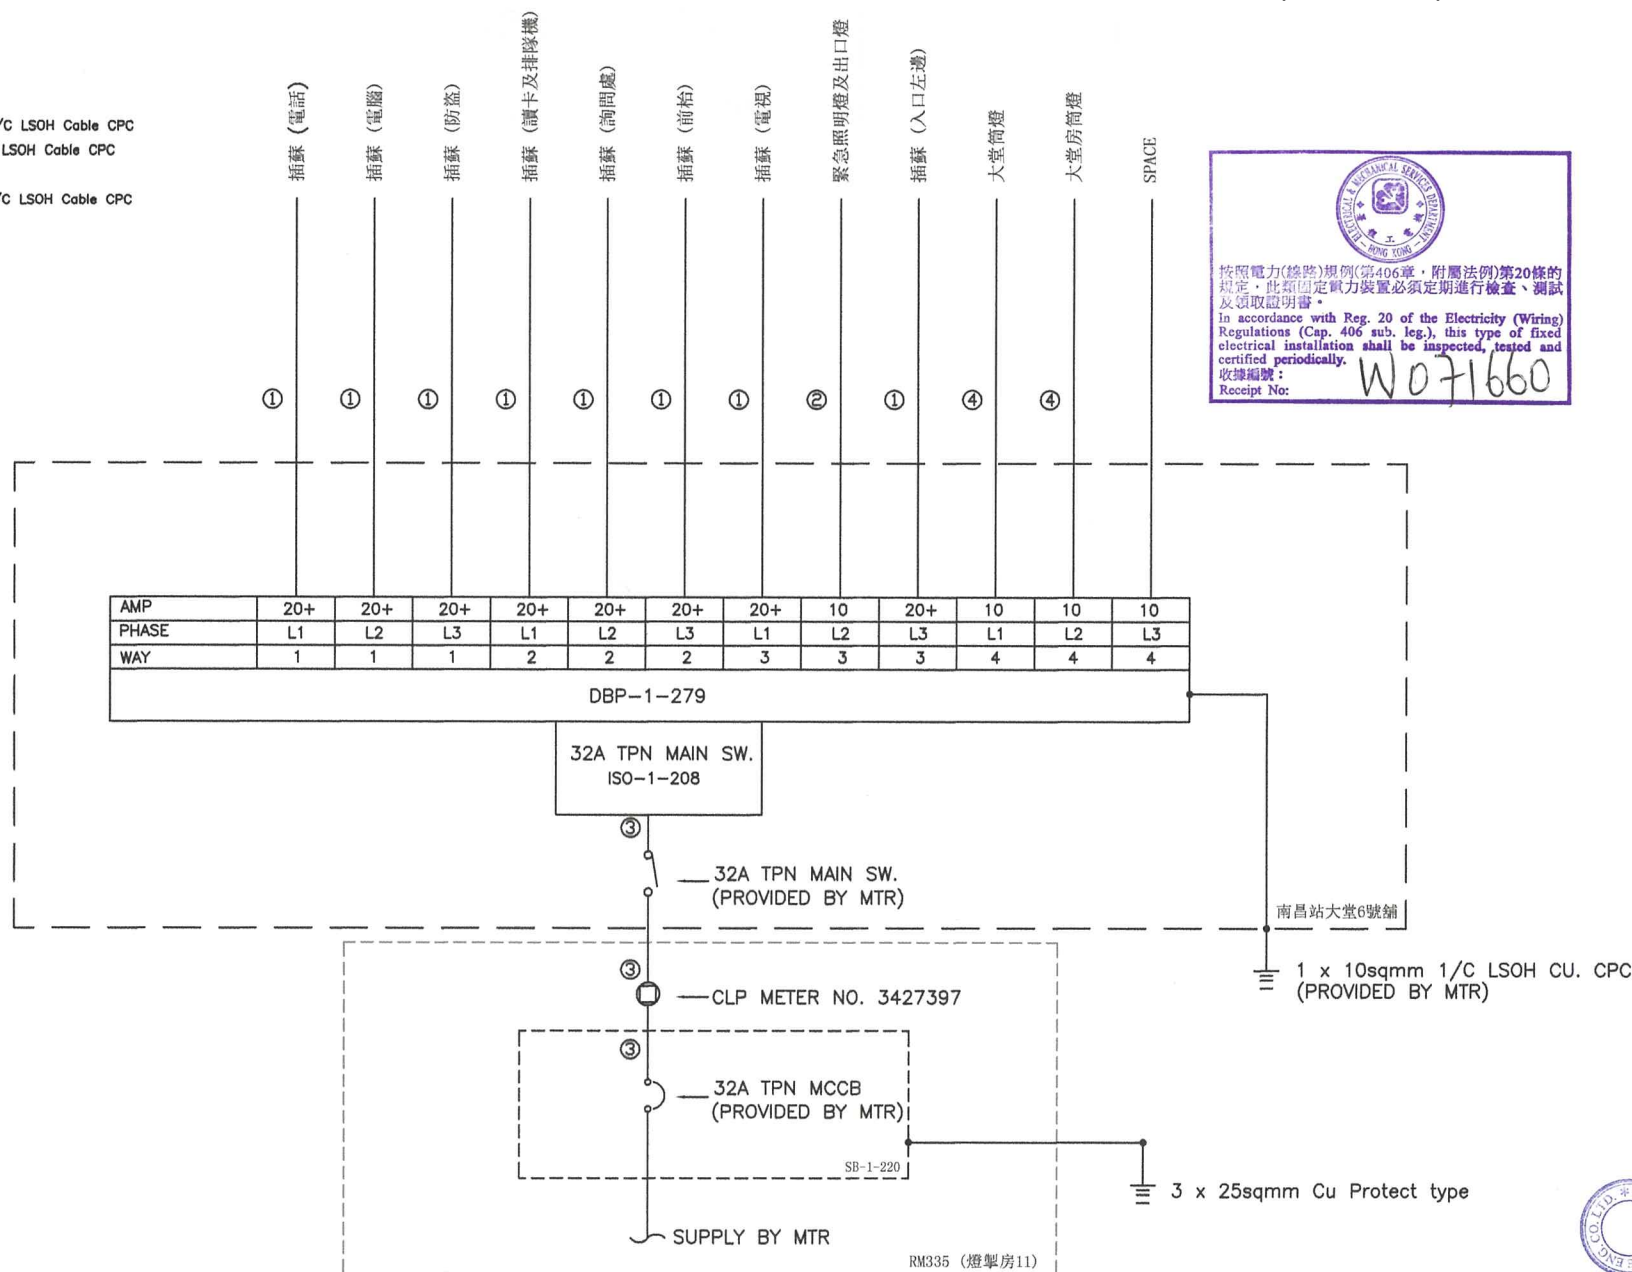 /C LSOH Cable CPC
LSOH Cable CPC
/C LSOH Cable CPC
插蘇 (電話)
插蘇 (電腦)
插蘇 (防盜)
插蘇 (讀卡及排隊機)
插蘇 (詢問處)
插蘇 (前枱)
插蘇 (電視)
緊急照明燈及出口燈
插蘇 (入口左邊)
大堂筒燈
大堂房筒燈
SPACE
ELECTRICAL & MECHANICAL SERVICES DEPARTMENT
HONG KONG
按照電力(線路)規例(第406章,附屬法例)第20條的
規定,此類固定電力裝置必須定期進行檢查、測試
及領取證明書。
In accordance with Reg. 20 of the Electricity (Wiring)
Regulations (Cap. 406 sub. leg.), this type of fixed
electrical installation shall be inspected, tested and
certified periodically.
收據編號:
Receipt No: W071660
① ① ① ① ① ① ① ② ① ④ ④
AMP 20+ 20+ 20+ 20+ 20+ 20+ 20+ 10 20+ 10 10 10
PHASE L1 L2 L3 L1 L2 L3 L1 L2 L3 L1 L2 L3
WAY 1 1 1 2 2 2 3 3 3 4 4 4
DBP-1-279
32A TPN MAIN SW.
ISO-1-208
③
32A TPN MAIN SW.
(PROVIDED BY MTR)
南昌站大堂6號舖
1 x 10sqmm 1/C LSOH CU. CPC
(PROVIDED BY MTR)
③
CLP METER NO. 3427397
③
32A TPN MCCB
(PROVIDED BY MTR)
SB-1-220
3 x 25sqmm Cu Protect type
SUPPLY BY MTR
RM335 (燈掣房11)
ENG. CO. LTD. *